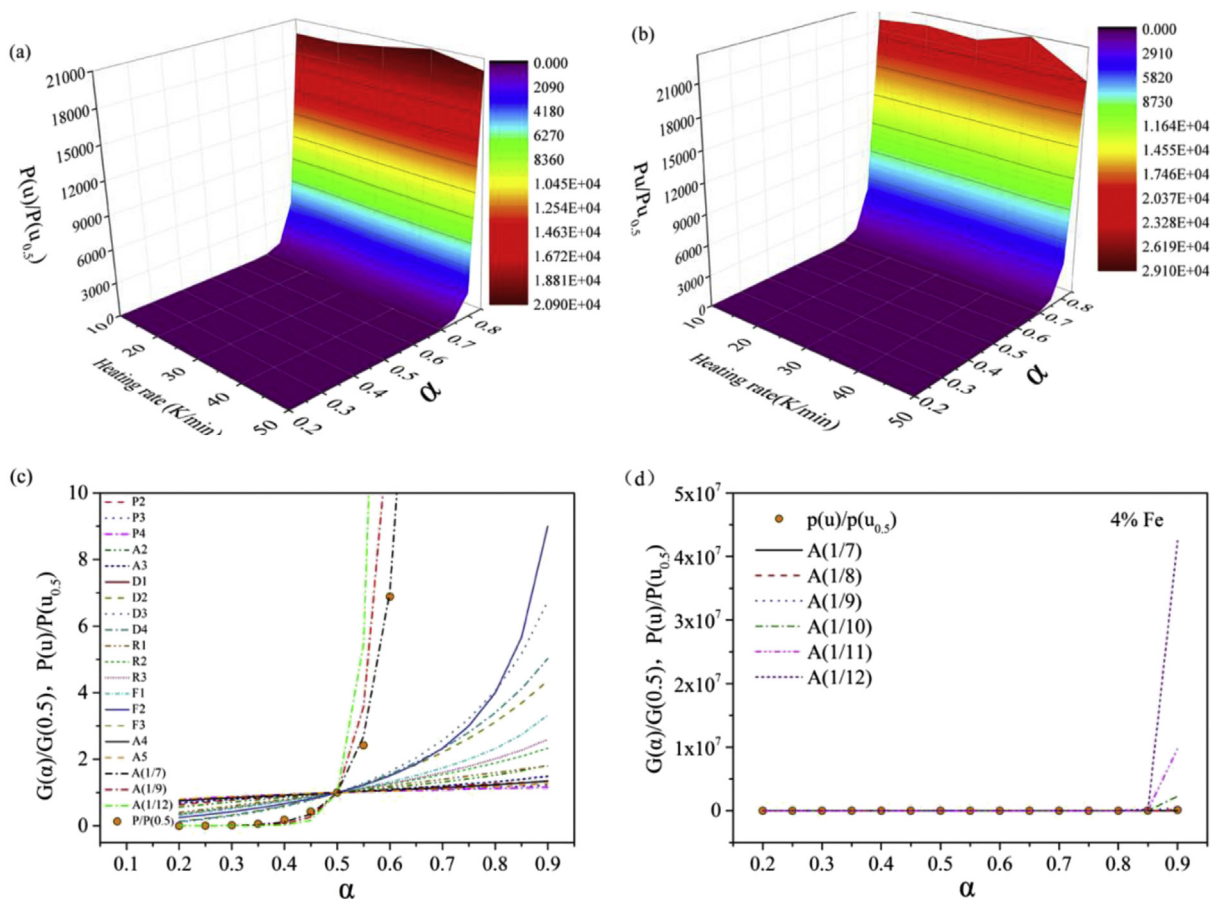 (a)
P(u)/P(u0.5)
21000
18000
15000
12000
9000
6000
3000
0
10
20
30
40
50
Heating rate (K/min)
0.2
0.3
0.4
0.5
0.6
0.7
0.8
α
0.000
2090
4180
6270
8360
1.045E+04
1.254E+04
1.463E+04
1.672E+04
1.881E+04
2.090E+04
(b)
Pu/Pu0.5
21000
18000
15000
12000
9000
6000
3000
0
10
20
30
40
50
Heating rate(K/min)
0.2
0.3
0.4
0.5
0.6
0.7
0.8
α
0.000
2910
5820
8730
1.164E+04
1.455E+04
1.746E+04
2.037E+04
2.328E+04
2.619E+04
2.910E+04
(c)
G(α)/G(0.5), P(u)/P(u0.5)
10
8
6
4
2
0
P2
P3
P4
A2
A3
D1
D2
D3
D4
R1
R2
R3
F1
F2
F3
A4
A5
A(1/7)
A(1/9)
A(1/12)
P/P(0.5)
0.1 0.2 0.3 0.4 0.5 0.6 0.7 0.8 0.9
α
(d)
G(α)/G(0.5), P(u)/P(u0.5)
5x10^7
4x10^7
3x10^7
2x10^7
1x10^7
0
p(u)/p(u0.5)
A(1/7)
A(1/8)
A(1/9)
A(1/10)
A(1/11)
A(1/12)
4% Fe
0.2 0.3 0.4 0.5 0.6 0.7 0.8 0.9
α